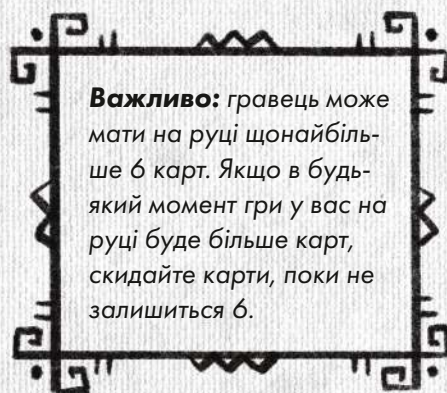 Важливо: гравець може
мати на руці щонайбіль-
ше 6 карт. Якщо в будь-
який момент гри у вас на
руці буде більше карт,
скидайте карти, поки не
залишиться 6.